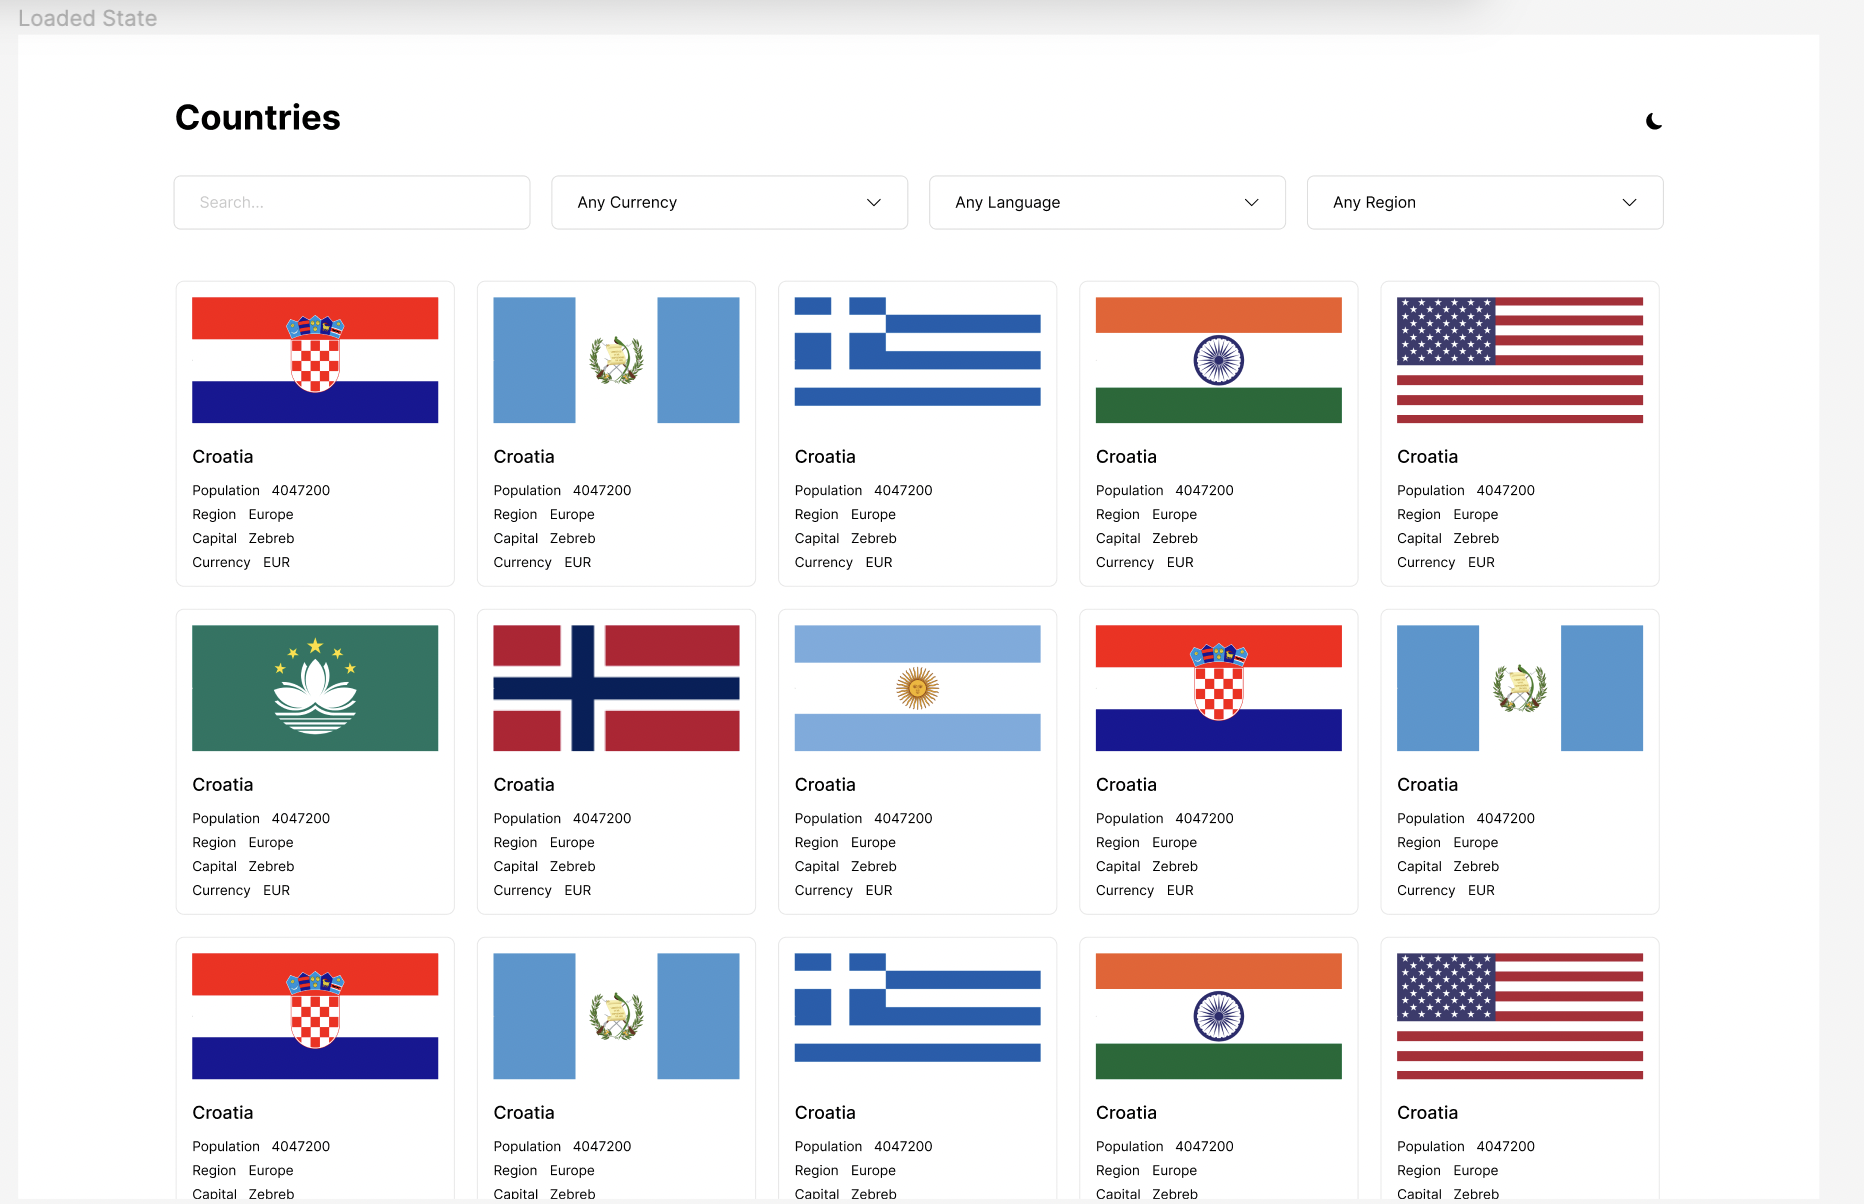 Loaded State
Countries
Search...
Any Currency
Any Language
Any Region
Croatia
Population 4047200
Region Europe
Capital Zebreb
Currency EUR
Croatia
Population 4047200
Region Europe
Capital Zebreb
Currency EUR
Croatia
Population 4047200
Region Europe
Capital Zebreb
Currency EUR
Croatia
Population 4047200
Region Europe
Capital Zebreb
Currency EUR
Croatia
Population 4047200
Region Europe
Capital Zebreb
Currency EUR
Croatia
Population 4047200
Region Europe
Capital Zebreb
Currency EUR
Croatia
Population 4047200
Region Europe
Capital Zebreb
Currency EUR
Croatia
Population 4047200
Region Europe
Capital Zebreb
Currency EUR
Croatia
Population 4047200
Region Europe
Capital Zebreb
Currency EUR
Croatia
Population 4047200
Region Europe
Capital Zebreb
Currency EUR
Croatia
Population 4047200
Region Europe
Capital Zebreb
Croatia
Population 4047200
Region Europe
Capital Zebreb
Croatia
Population 4047200
Region Europe
Capital Zebreb
Croatia
Population 4047200
Region Europe
Capital Zebreb
Croatia
Population 4047200
Region Europe
Capital Zebreb